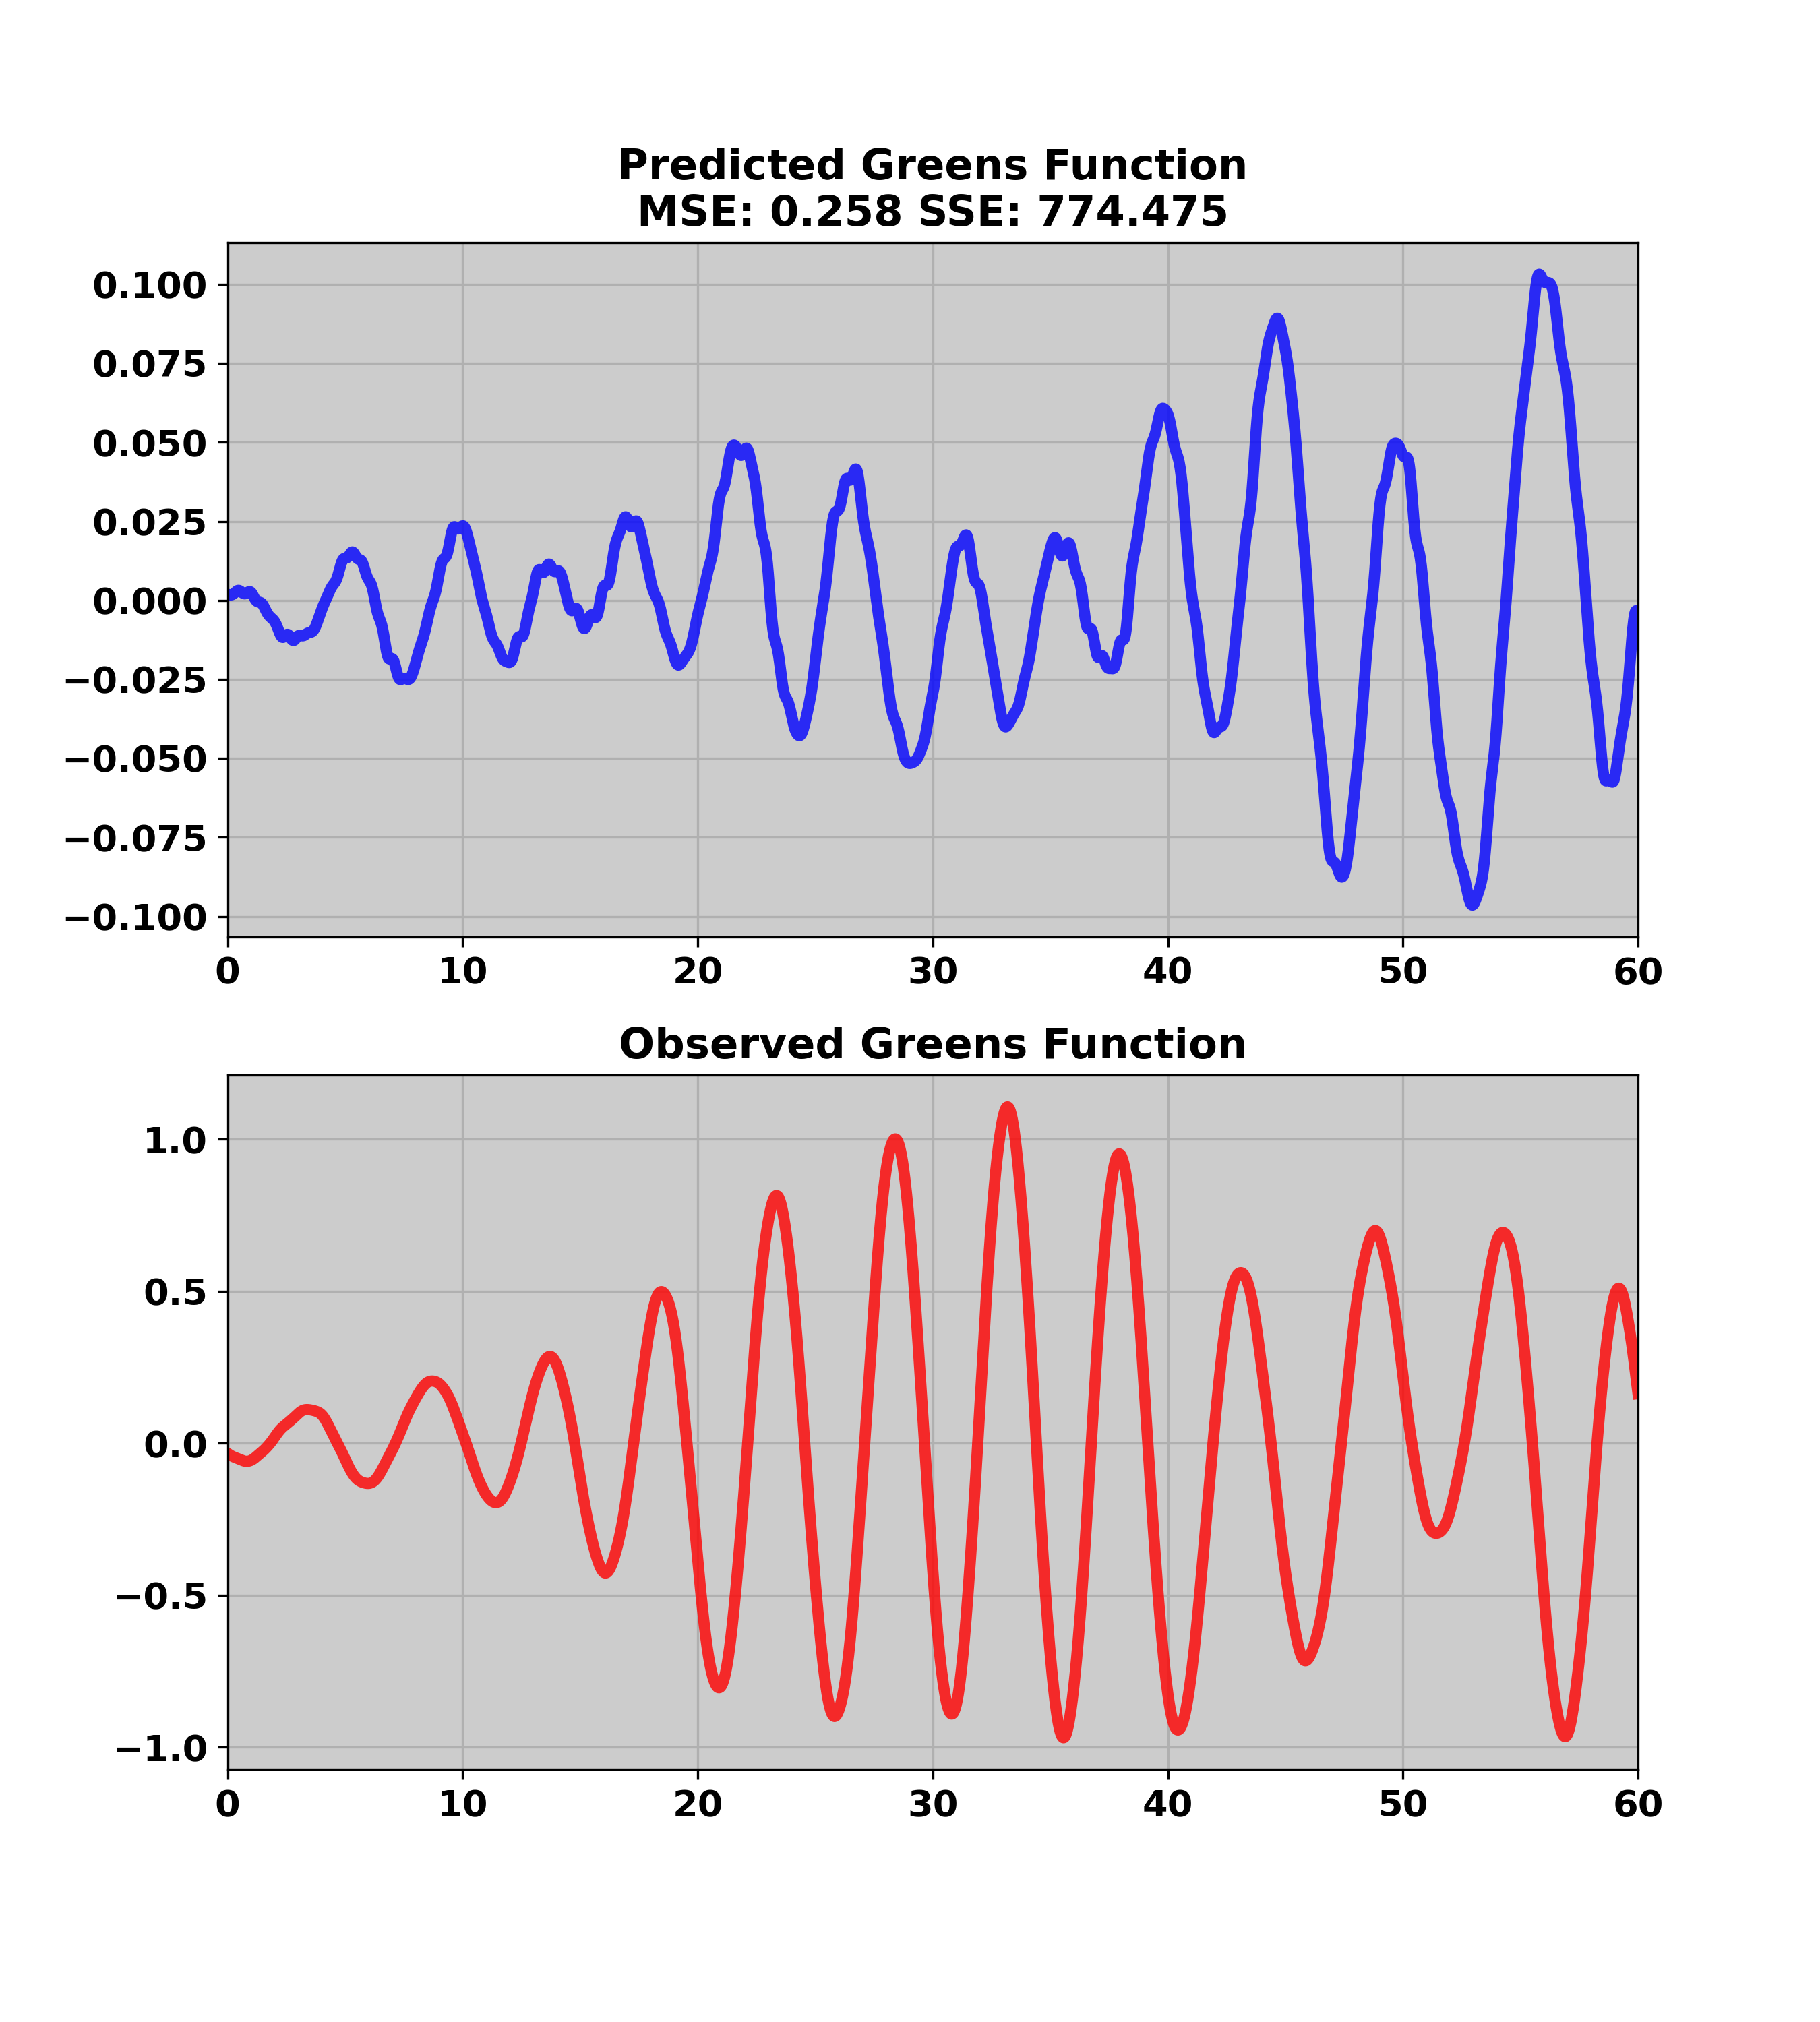 Predicted Greens Function
MSE: 0.258 SSE: 774.475
0.100
0.075
0.050
0.025
0.000
−0.025
−0.050
−0.075
−0.100
0 10 20 30 40 50 60
Observed Greens Function
1.0
0.5
0.0
−0.5
−1.0
0 10 20 30 40 50 60